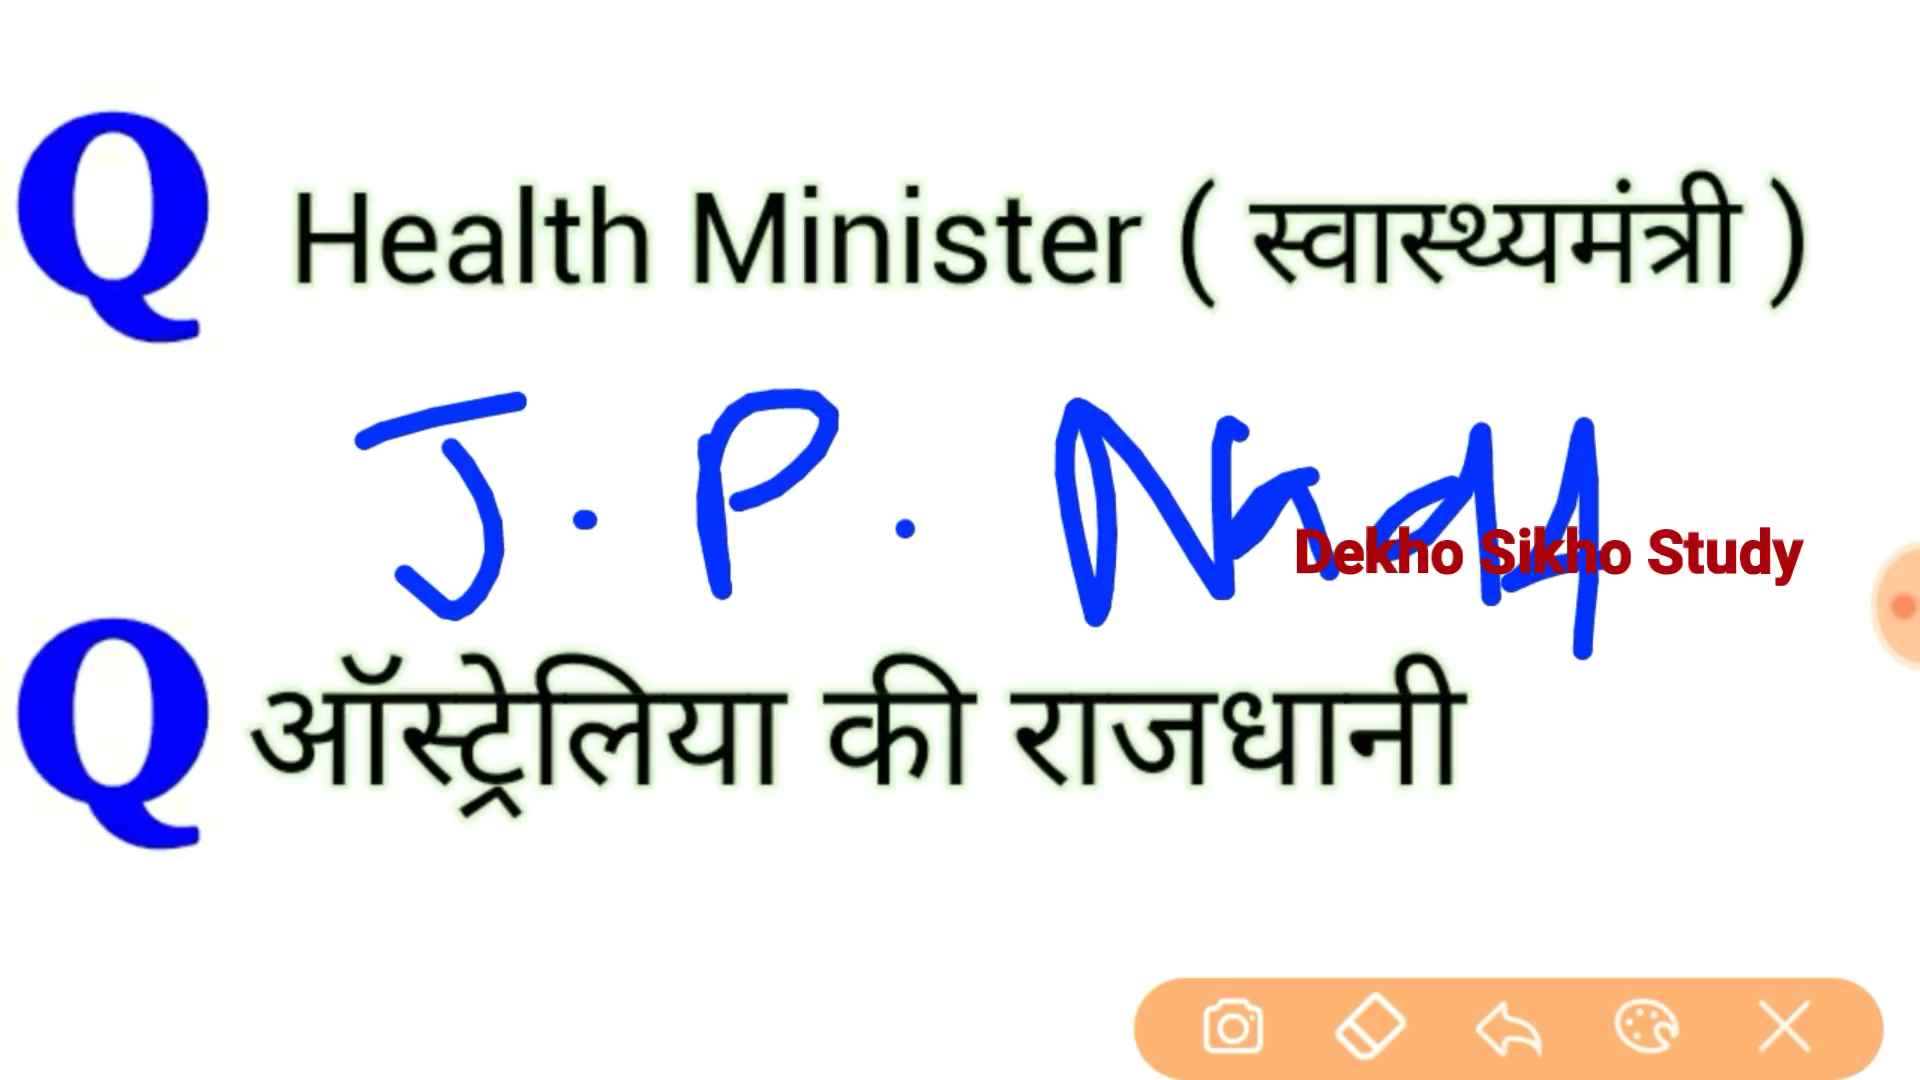 Q Health Minister ( स्वास्थ्यमंत्री )
J. P.
Dekho Sikho Study
Q ऑस्ट्रेलिया की राजधानी